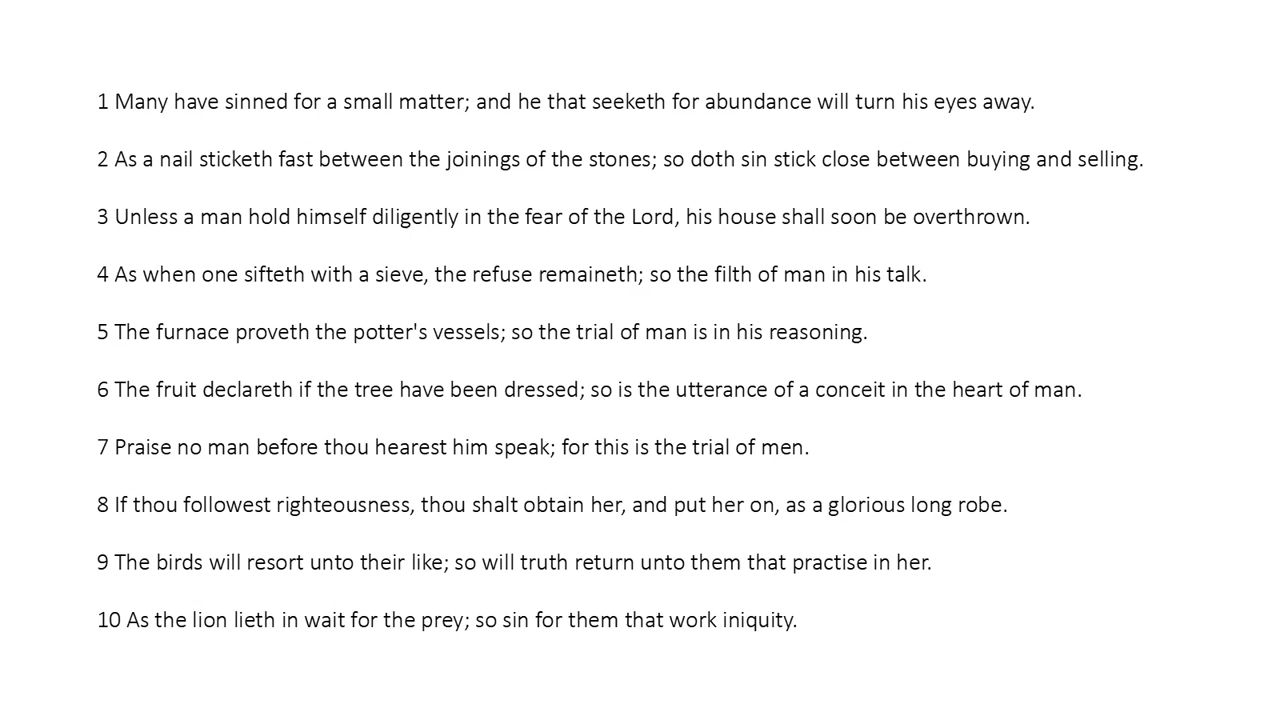 1 Many have sinned for a small matter; and he that seeketh for abundance will turn his eyes away.
2 As a nail sticketh fast between the joinings of the stones; so doth sin stick close between buying and selling.
3 Unless a man hold himself diligently in the fear of the Lord, his house shall soon be overthrown.
4 As when one sifteth with a sieve, the refuse remaineth; so the filth of man in his talk.
5 The furnace proveth the potter's vessels; so the trial of man is in his reasoning.
6 The fruit declareth if the tree have been dressed; so is the utterance of a conceit in the heart of man.
7 Praise no man before thou hearest him speak; for this is the trial of men.
8 If thou followest righteousness, thou shalt obtain her, and put her on, as a glorious long robe.
9 The birds will resort unto their like; so will truth return unto them that practise in her.
10 As the lion lieth in wait for the prey; so sin for them that work iniquity.